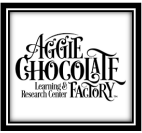 AGGIE
CHOCOLATE
Learning &
Research Center
FACTORY